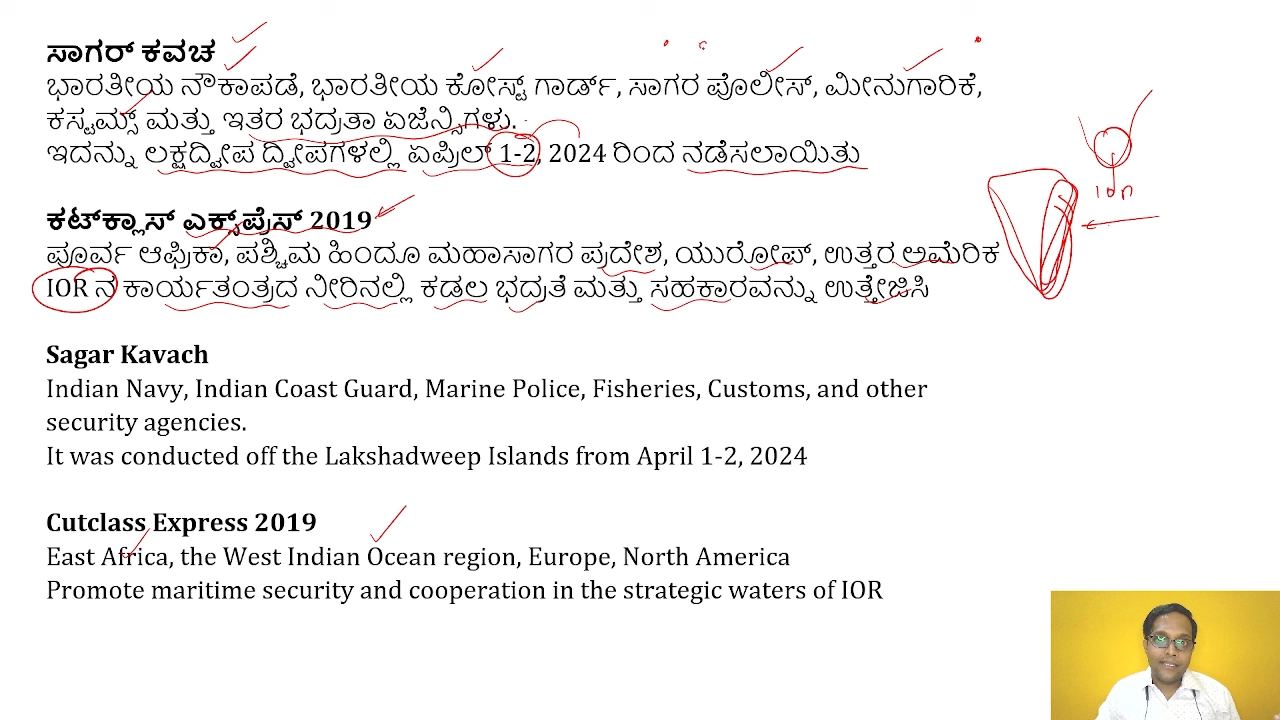 ಸಾಗರ್ ಕವಚ
ಭಾರತೀಯ ನೌಕಾಪಡೆ, ಭಾರತೀಯ ಕೋಸ್ಟ್ ಗಾರ್ಡ್, ಸಾಗರ ಪೊಲೀಸ್, ಮೀನುಗಾರಿಕೆ,
ಕಸ್ಟಮ್ಸ್ ಮತ್ತು ಇತರ ಭದ್ರತಾ ಏಜೆನ್ಸಿಗಳು.
ಇದನ್ನು ಲಕ್ಷದ್ವೀಪ ದ್ವೀಪಗಳಲ್ಲಿ ಏಪ್ರಿಲ್ 1-2, 2024 ರಿಂದ ನಡೆಸಲಾಯಿತು
ಕಟ್‌ಕ್ಲಾಸ್ ಎಕ್ಸ್‌ಪ್ರೆಸ್ 2019
ಪೂರ್ವ ಆಫ್ರಿಕಾ, ಪಶ್ಚಿಮ ಹಿಂದೂ ಮಹಾಸಾಗರ ಪ್ರದೇಶ, ಯುರೋಪ್, ಉತ್ತರ ಅಮೆರಿಕ
IOR ನ ಕಾರ್ಯತಂತ್ರದ ನೀರಿನಲ್ಲಿ ಕಡಲ ಭದ್ರತೆ ಮತ್ತು ಸಹಕಾರವನ್ನು ಉತ್ತೇಜಿಸಿ
Sagar Kavach
Indian Navy, Indian Coast Guard, Marine Police, Fisheries, Customs, and other
security agencies.
It was conducted off the Lakshadweep Islands from April 1-2, 2024
Cutclass Express 2019
East Africa, the West Indian Ocean region, Europe, North America
Promote maritime security and cooperation in the strategic waters of IOR